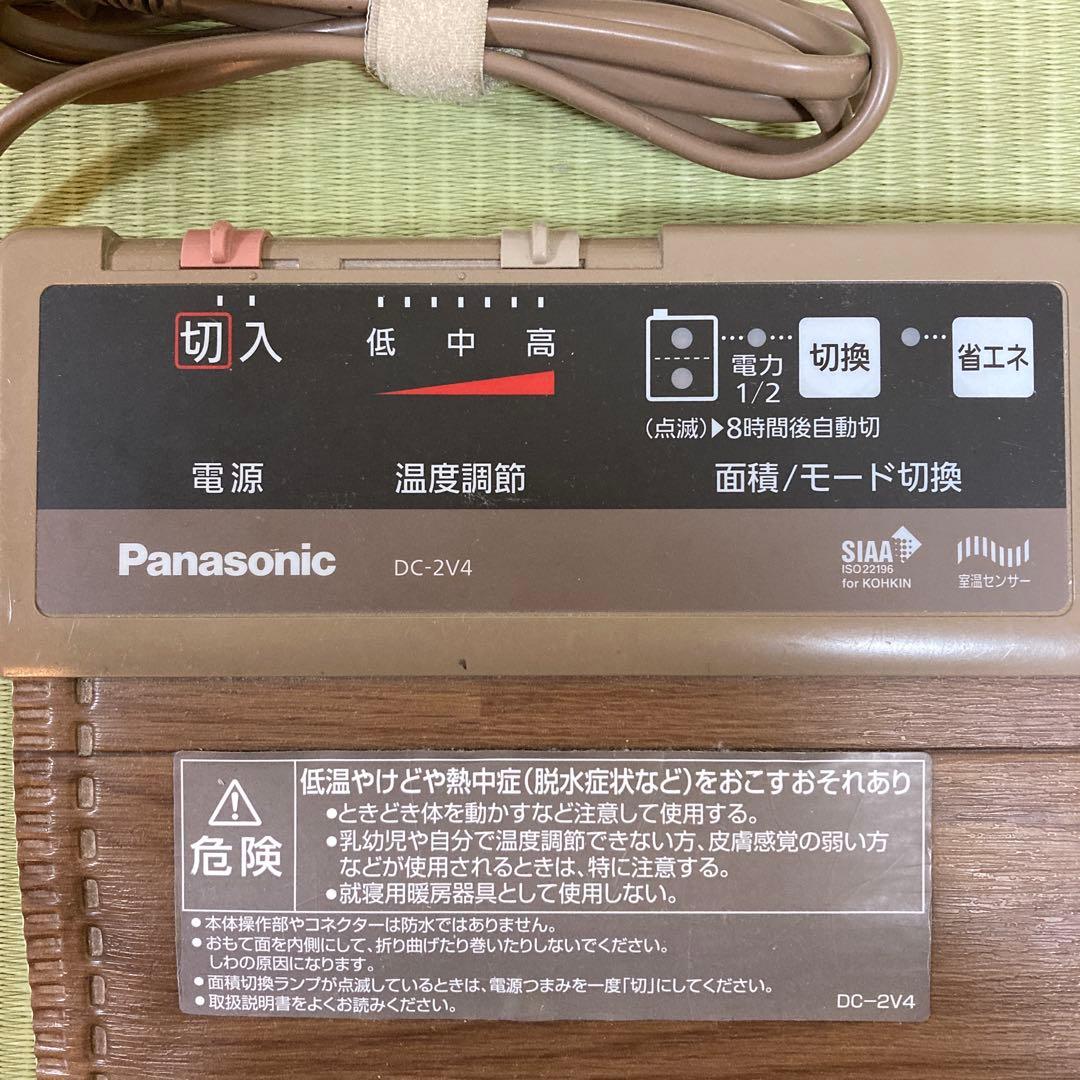 切 入
低 中 高
電力
1/2
切換
省エネ
(点滅)▶8時間後自動切
電源
温度調節
面積/モード切換
Panasonic
DC-2V4
SIAA
ISO 22196
for KOHKIN
室温センサー
危険
低温やけどや熱中症(脱水症状など)をおこすおそれあり
●ときどき体を動かすなど注意して使用する。
●乳幼児や自分で温度調節できない方、皮膚感覚の弱い方
などが使用されるときは、特に注意する。
●就寝用暖房器具として使用しない。
●本体操作部やコネクターは防水ではありません。
●おもて面を内側にして、折り曲げたり巻いたりしないでください。
しわの原因になります。
●面積切換ランプが点滅しているときは、電源つまみを一度「切」にしてください。
●取扱説明書をよくお読みください。
DC-2V4